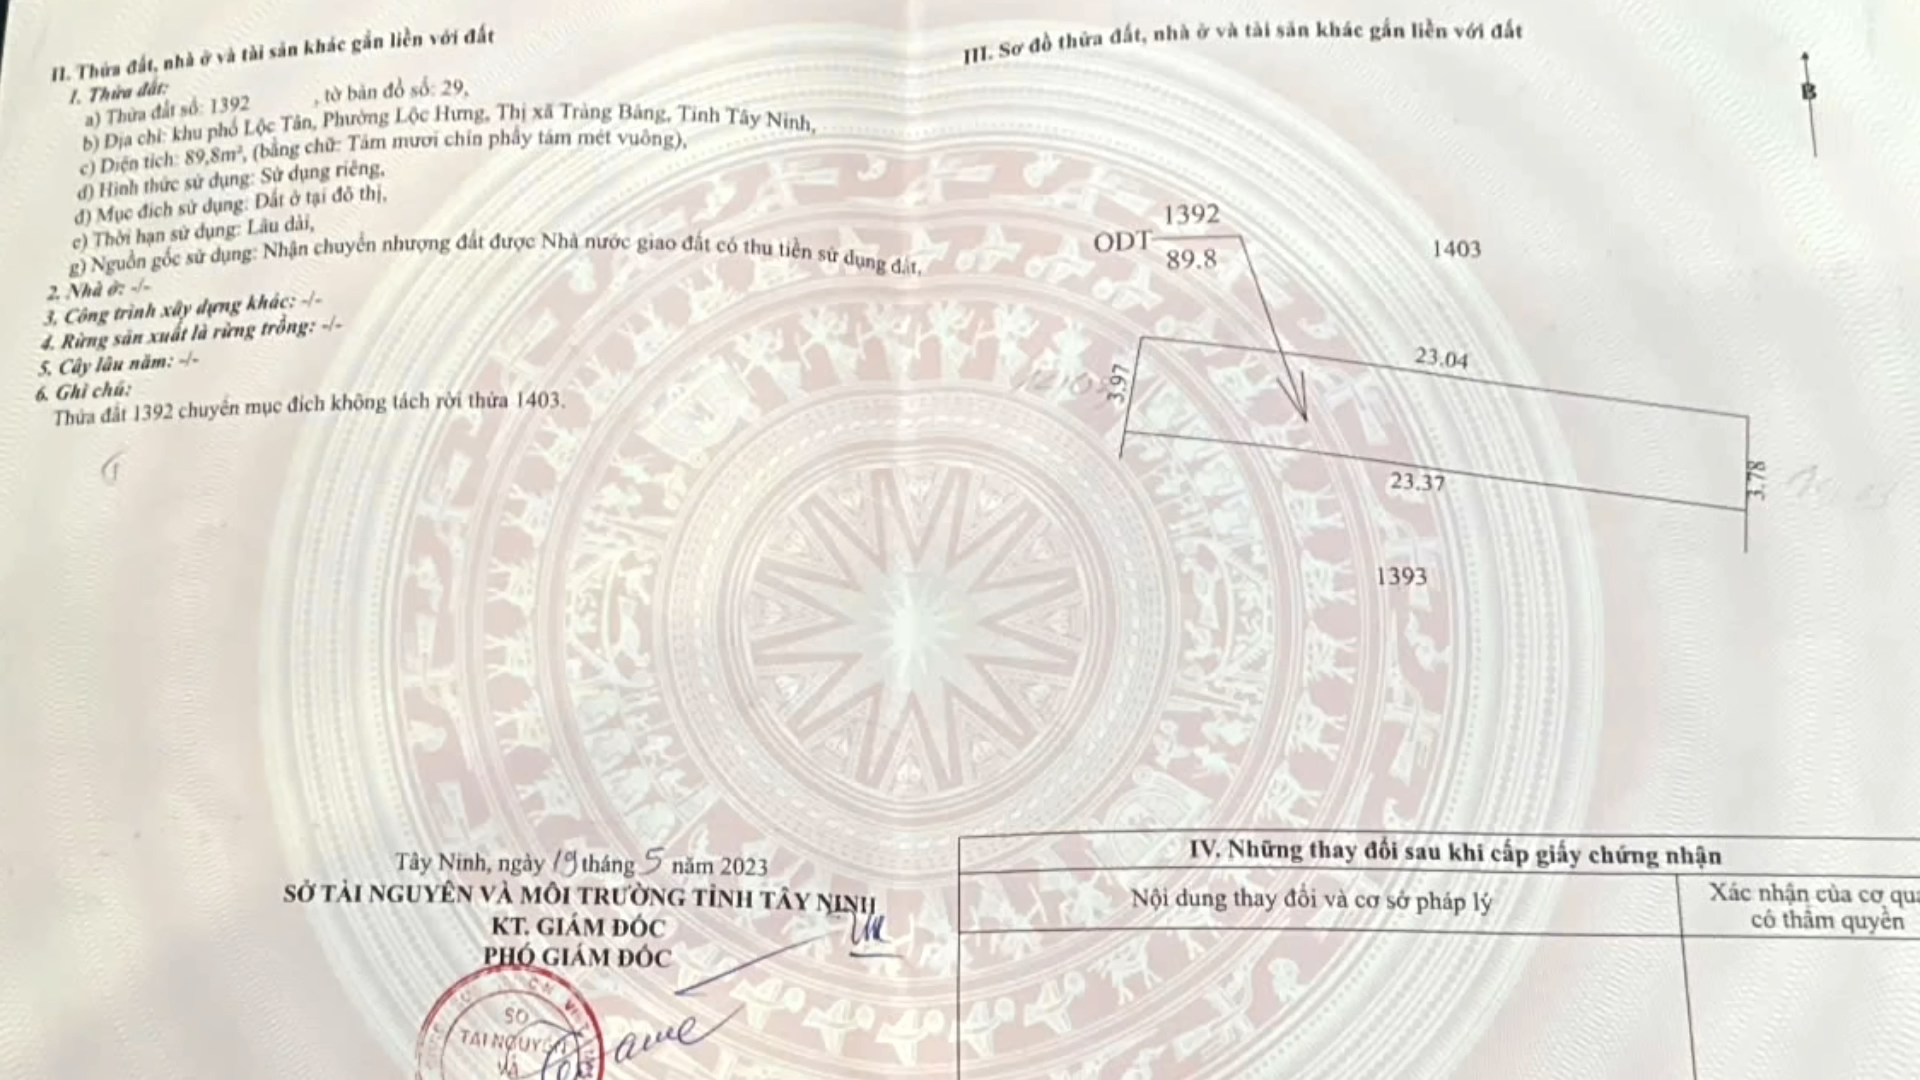 II. Thửa đất, nhà ở và tài sản khác gắn liền với đất
1. Thửa đất:
a) Thửa đất số: 1392 , tờ bản đồ số: 29,
b) Địa chỉ: khu phố Lộc Tân, Phường Lộc Hưng, Thị xã Trảng Bàng, Tỉnh Tây Ninh,
c) Diện tích: 89,8m², (bằng chữ: Tám mươi chín phẩy tám mét vuông),
d) Hình thức sử dụng: Sử dụng riêng,
đ) Mục đích sử dụng: Đất ở tại đô thị,
e) Thời hạn sử dụng: Lâu dài,
g) Nguồn gốc sử dụng: Nhận chuyển nhượng đất được Nhà nước giao đất có thu tiền sử dụng đất,
2. Nhà ở: -/-
3. Công trình xây dựng khác: -/-
4. Rừng sản xuất là rừng trồng: -/-
5. Cây lâu năm: -/-
6. Ghi chú:
Thửa đất 1392 chuyển mục đích không tách rời thửa 1403.
Tây Ninh, ngày 19 tháng 5 năm 2023
SỞ TÀI NGUYÊN VÀ MÔI TRƯỜNG TỈNH TÂY NINH
KT. GIÁM ĐỐC
PHÓ GIÁM ĐỐC
SỞ
TÀI NGUYÊN
VÀ
III. Sơ đồ thửa đất, nhà ở và tài sản khác gắn liền với đất
B
1392
ODT
89.8
1403
23.04
3.97
23.37
3.78
1393
IV. Những thay đổi sau khi cấp giấy chứng nhận
Nội dung thay đổi và cơ sở pháp lý
Xác nhận của cơ qua
có thẩm quyền